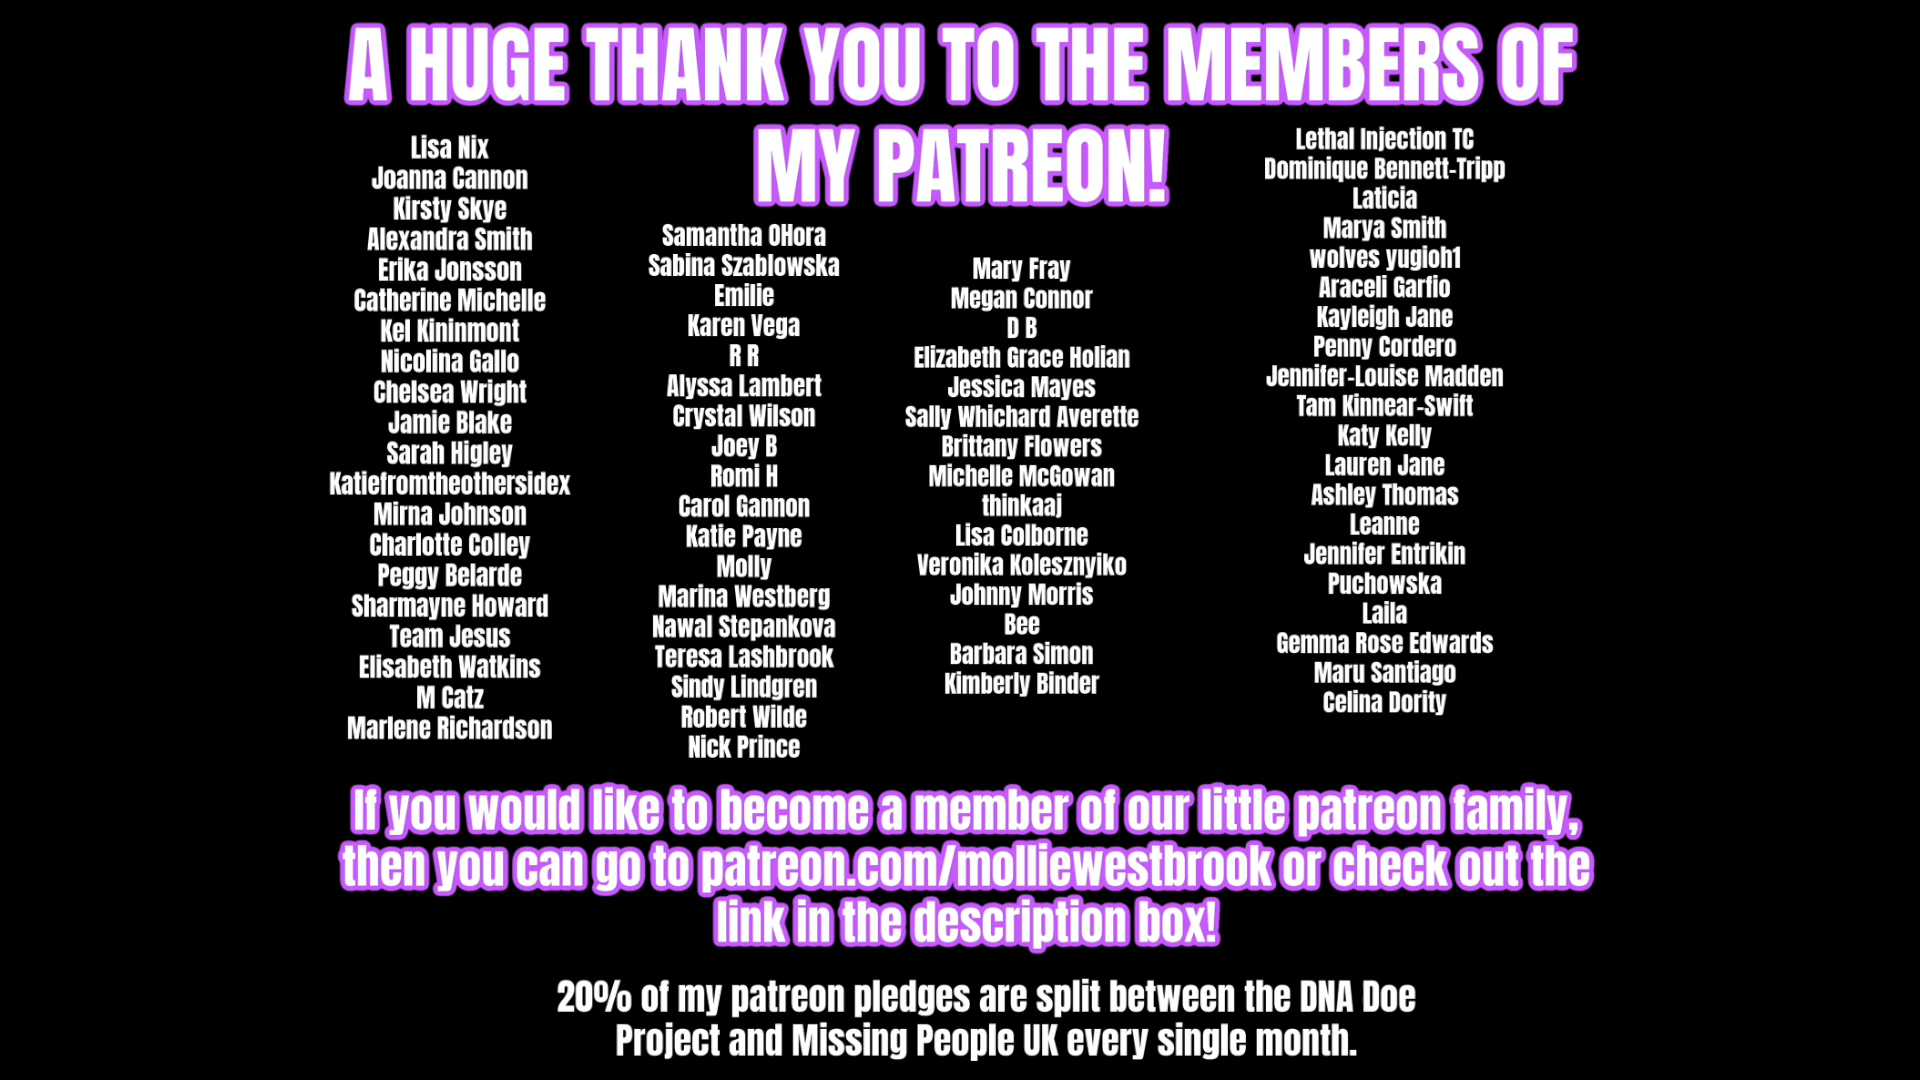 A HUGE THANK YOU TO THE MEMBERS OF
MY PATREON!
Lisa Nix
Joanna Cannon
Kirsty Skye
Alexandra Smith
Erika Jonsson
Catherine Michelle
Kel Kininmont
Nicolina Gallo
Chelsea Wright
Jamie Blake
Sarah Higley
Katiefromtheothersidex
Mirna Johnson
Charlotte Colley
Peggy Belarde
Sharmayne Howard
Team Jesus
Elisabeth Watkins
M Catz
Marlene Richardson
Samantha OHora
Sabina Szablowska
Emilie
Karen Vega
R R
Alyssa Lambert
Crystal Wilson
Joey B
Romi H
Carol Gannon
Katie Payne
Molly
Marina Westberg
Nawal Stepankova
Teresa Lashbrook
Sindy Lindgren
Robert Wilde
Nick Prince
Mary Fray
Megan Connor
D B
Elizabeth Grace Holian
Jessica Mayes
Sally Whichard Averette
Brittany Flowers
Michelle McGowan
thinkaaj
Lisa Colborne
Veronika Kolesznyiko
Johnny Morris
Bee
Barbara Simon
Kimberly Binder
Lethal Injection TC
Dominique Bennett-Tripp
Laticia
Marya Smith
wolves yugioh1
Araceli Garfio
Kayleigh Jane
Penny Cordero
Jennifer-Louise Madden
Tam Kinnear-Swift
Katy Kelly
Lauren Jane
Ashley Thomas
Leanne
Jennifer Entrikin
Puchowska
Laila
Gemma Rose Edwards
Maru Santiago
Celina Dority
If you would like to become a member of our little patreon family,
then you can go to patreon.com/molliewestbrook or check out the
link in the description box!
20% of my patreon pledges are split between the DNA Doe
Project and Missing People UK every single month.